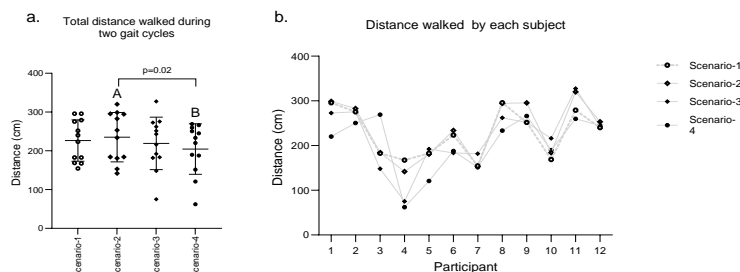 a.
Total distance walked during
two gait cycles
p=0.02
A
B
400
300
200
100
0
Distance (cm)
cenario-1
cenario-2
cenario-3
cenario-4
b.
Distance walked by each subject
400
300
200
100
0
Distance (cm)
1 2 3 4 5 6 7 8 9 10 11 12
Participant
Scenario-1
Scenario-2
Scenario-3
Scenario-
4